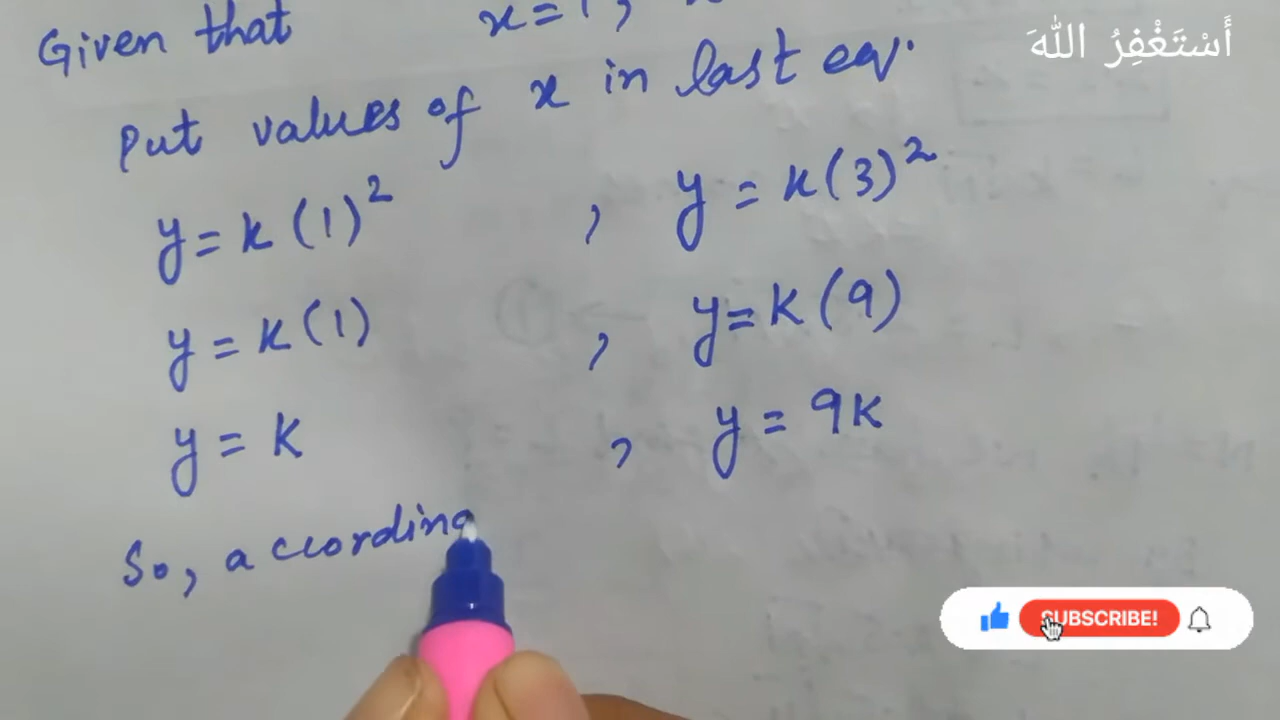 Given that x=1, x
أَسْتَغْفِرُ اللهَ
Put values of x in last eq.
y = k (1)² , y = k (3)²
y = k (1) , y = k (9)
y = k , y = 9k
So, according
SUBSCRIBE!